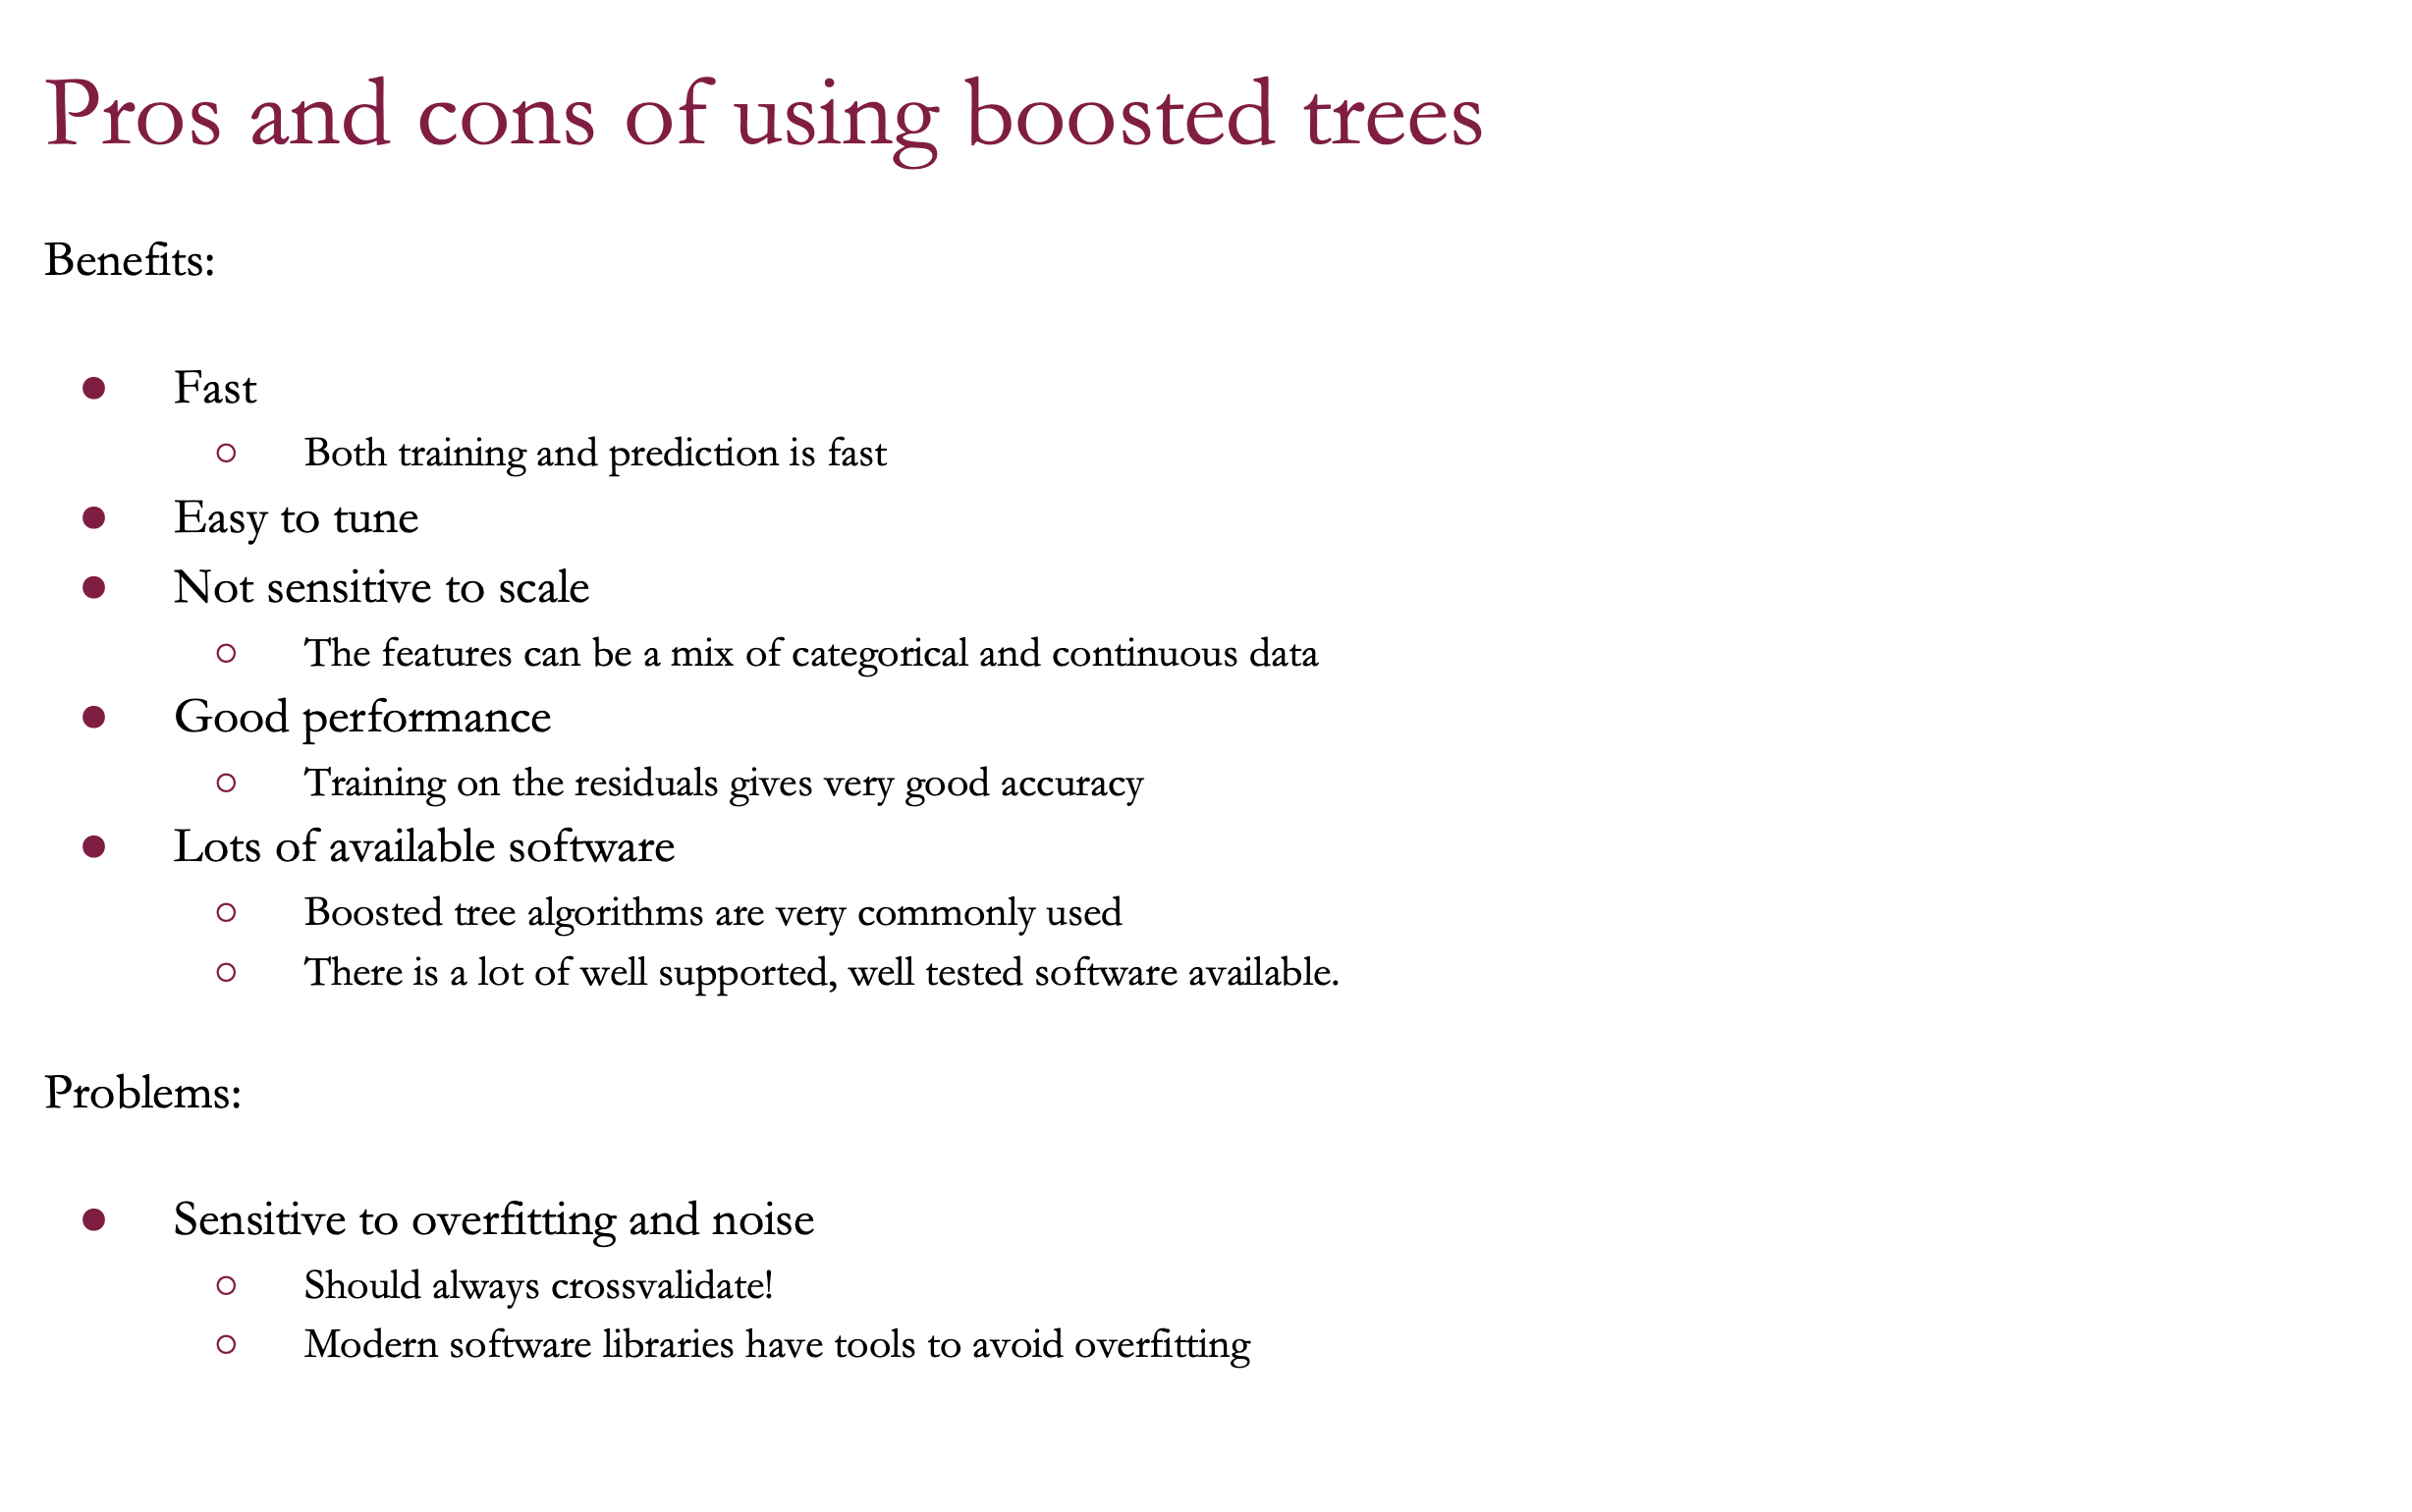 Pros and cons of using boosted trees
Benefits:
● Fast
○ Both training and prediction is fast
● Easy to tune
● Not sensitive to scale
○ The features can be a mix of categorical and continuous data
● Good performance
○ Training on the residuals gives very good accuracy
● Lots of available software
○ Boosted tree algorithms are very commonly used
○ There is a lot of well supported, well tested software available.
Problems:
● Sensitive to overfitting and noise
○ Should always crossvalidate!
○ Modern software libraries have tools to avoid overfitting